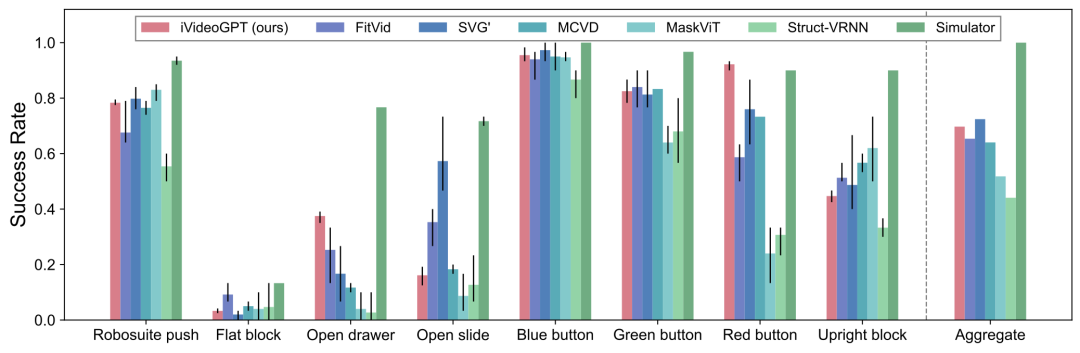 iVideoGPT (ours) FitVid SVG' MCVD MaskViT Struct-VRNN Simulator
Success Rate
1.0
0.8
0.6
0.4
0.2
0.0
Robosuite push Flat block Open drawer Open slide Blue button Green button Red button Upright block Aggregate